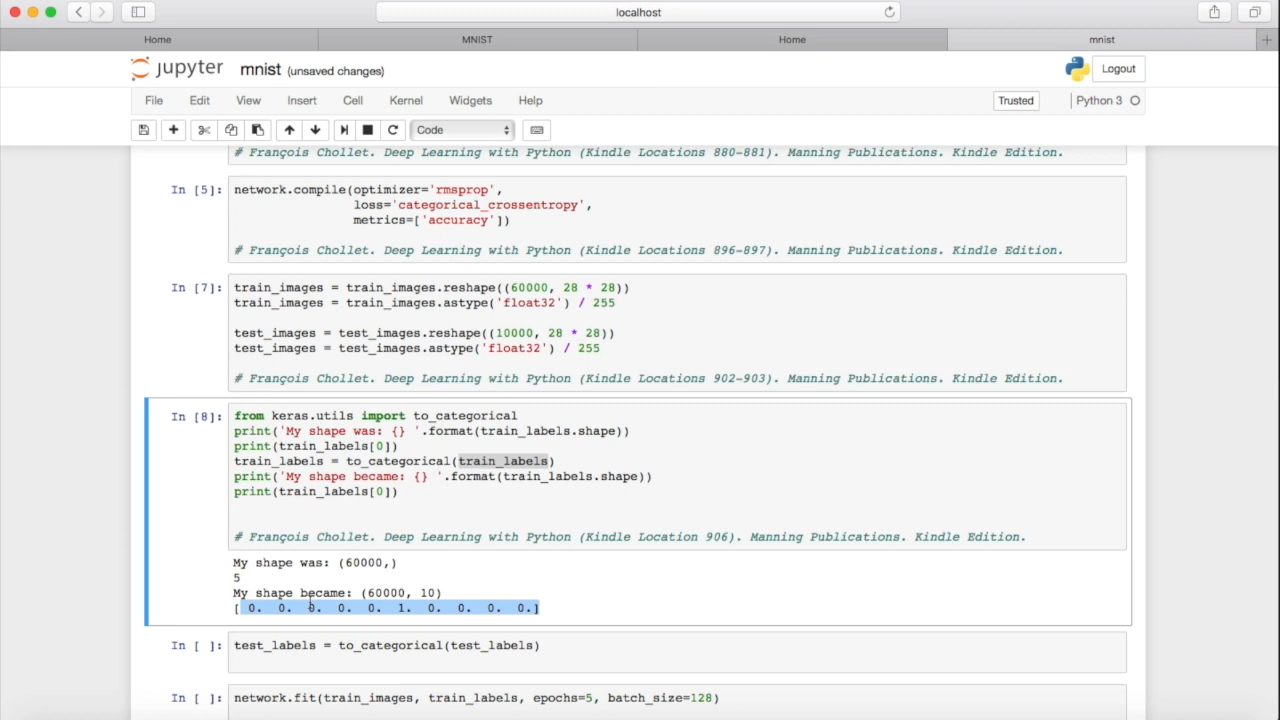 localhost
Home MNIST Home mnist
jupyter mnist (unsaved changes) Logout
File Edit View Insert Cell Kernel Widgets Help Trusted Python 3
Code
# François Chollet. Deep Learning with Python (Kindle Locations 880-881). Manning Publications. Kindle Edition.
In [5]: network.compile(optimizer='rmsprop',
loss='categorical_crossentropy',
metrics=['accuracy'])
# François Chollet. Deep Learning with Python (Kindle Locations 896-897). Manning Publications. Kindle Edition.
In [7]: train_images = train_images.reshape((60000, 28 * 28))
train_images = train_images.astype('float32') / 255
test_images = test_images.reshape((10000, 28 * 28))
test_images = test_images.astype('float32') / 255
# François Chollet. Deep Learning with Python (Kindle Locations 902-903). Manning Publications. Kindle Edition.
In [8]: from keras.utils import to_categorical
print('My shape was: {} '.format(train_labels.shape))
print(train_labels[0])
train_labels = to_categorical(train_labels)
print('My shape became: {} '.format(train_labels.shape))
print(train_labels[0])
# François Chollet. Deep Learning with Python (Kindle Location 906). Manning Publications. Kindle Edition.
My shape was: (60000,)
5
My shape became: (60000, 10)
[ 0. 0. 0. 0. 0. 1. 0. 0. 0. 0.]
In [ ]: test_labels = to_categorical(test_labels)
In [ ]: network.fit(train_images, train_labels, epochs=5, batch_size=128)